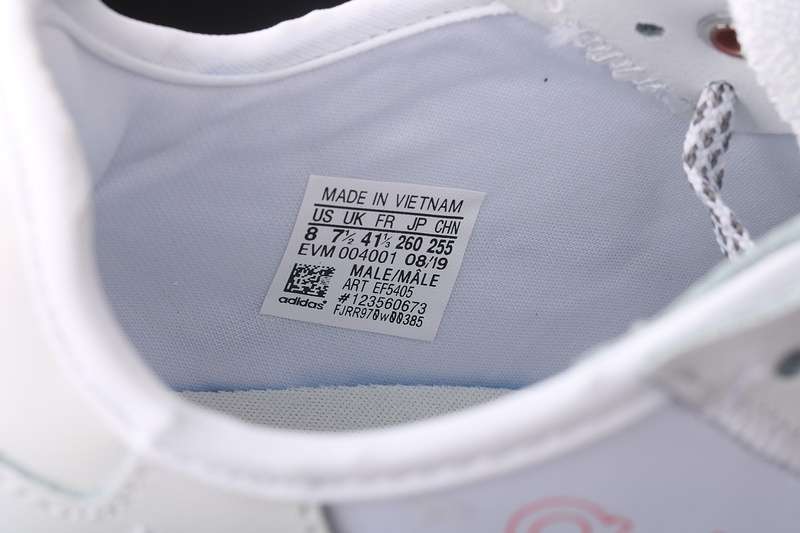 MADE IN VIETNAM
US UK FR JP CHN
8 7½ 41⅓ 260 255
EVM 004001 08/19
MALE/MÂLE
ART EF5405
#123560673
adidas
FJRR970w00385